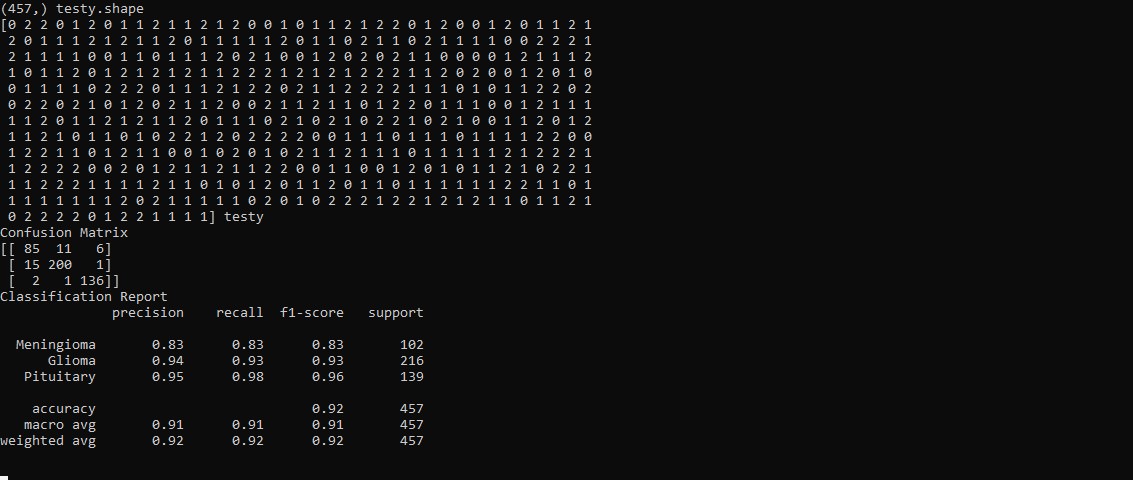 (457,) testy.shape
[0 2 2 0 1 2 0 1 1 2 1 1 2 1 2 0 0 1 0 1 1 2 1 2 2 0 1 2 0 0 1 2 0 1 1 2 1
2 0 1 1 1 2 1 2 1 1 2 0 1 1 1 1 1 2 0 1 1 0 2 1 1 0 2 1 1 1 1 0 0 2 2 2 1
2 1 1 1 1 0 0 1 1 0 1 1 1 2 0 2 1 0 0 1 2 0 2 0 2 1 1 0 0 0 0 1 2 1 1 1 2
1 0 1 1 2 0 1 2 1 2 1 2 1 1 2 2 2 1 2 1 2 1 2 2 2 1 1 2 0 2 0 0 1 2 0 1 0
0 1 1 1 1 0 2 2 2 0 1 1 1 2 1 2 2 0 2 1 1 2 2 2 2 1 1 1 0 1 0 1 1 2 2 0 2
0 2 2 0 2 1 0 1 2 0 2 1 1 2 0 0 2 1 1 2 1 1 0 1 2 2 0 1 1 1 0 0 1 2 1 1 1
1 1 2 0 1 1 2 1 2 1 1 2 0 1 1 1 0 2 1 0 2 1 0 2 2 1 0 2 1 0 0 1 1 2 0 1 2
1 1 2 1 0 1 1 0 1 0 2 2 1 2 0 2 2 2 2 0 0 1 1 1 0 1 1 1 0 1 1 1 1 2 2 0 0
1 2 2 1 1 0 1 2 1 1 0 0 1 0 2 0 1 0 2 1 1 2 1 1 1 0 1 1 1 1 1 2 1 2 2 2 1
1 2 2 2 2 0 0 2 0 1 2 1 1 2 1 1 2 2 0 0 1 1 0 0 1 2 0 1 0 1 1 2 1 0 2 2 1
1 1 2 2 2 1 1 1 1 2 1 1 0 1 0 1 2 0 1 1 2 0 1 1 0 1 1 1 1 1 1 2 2 1 1 0 1
1 1 1 1 1 1 1 2 0 2 1 1 1 1 1 1 0 2 0 1 0 2 2 2 1 2 2 1 2 1 2 1 1 0 1 1 2 1
0 2 2 2 2 0 1 2 2 1 1 1 1] testy
Confusion Matrix
[[ 85 11 6]
[ 15 200 1]
[ 2 1 136]]
Classification Report
precision recall f1-score support
Meningioma 0.83 0.83 0.83 102
Glioma 0.94 0.93 0.93 216
Pituitary 0.95 0.98 0.96 139
accuracy 0.92 457
macro avg 0.91 0.91 0.91 457
weighted avg 0.92 0.92 0.92 457